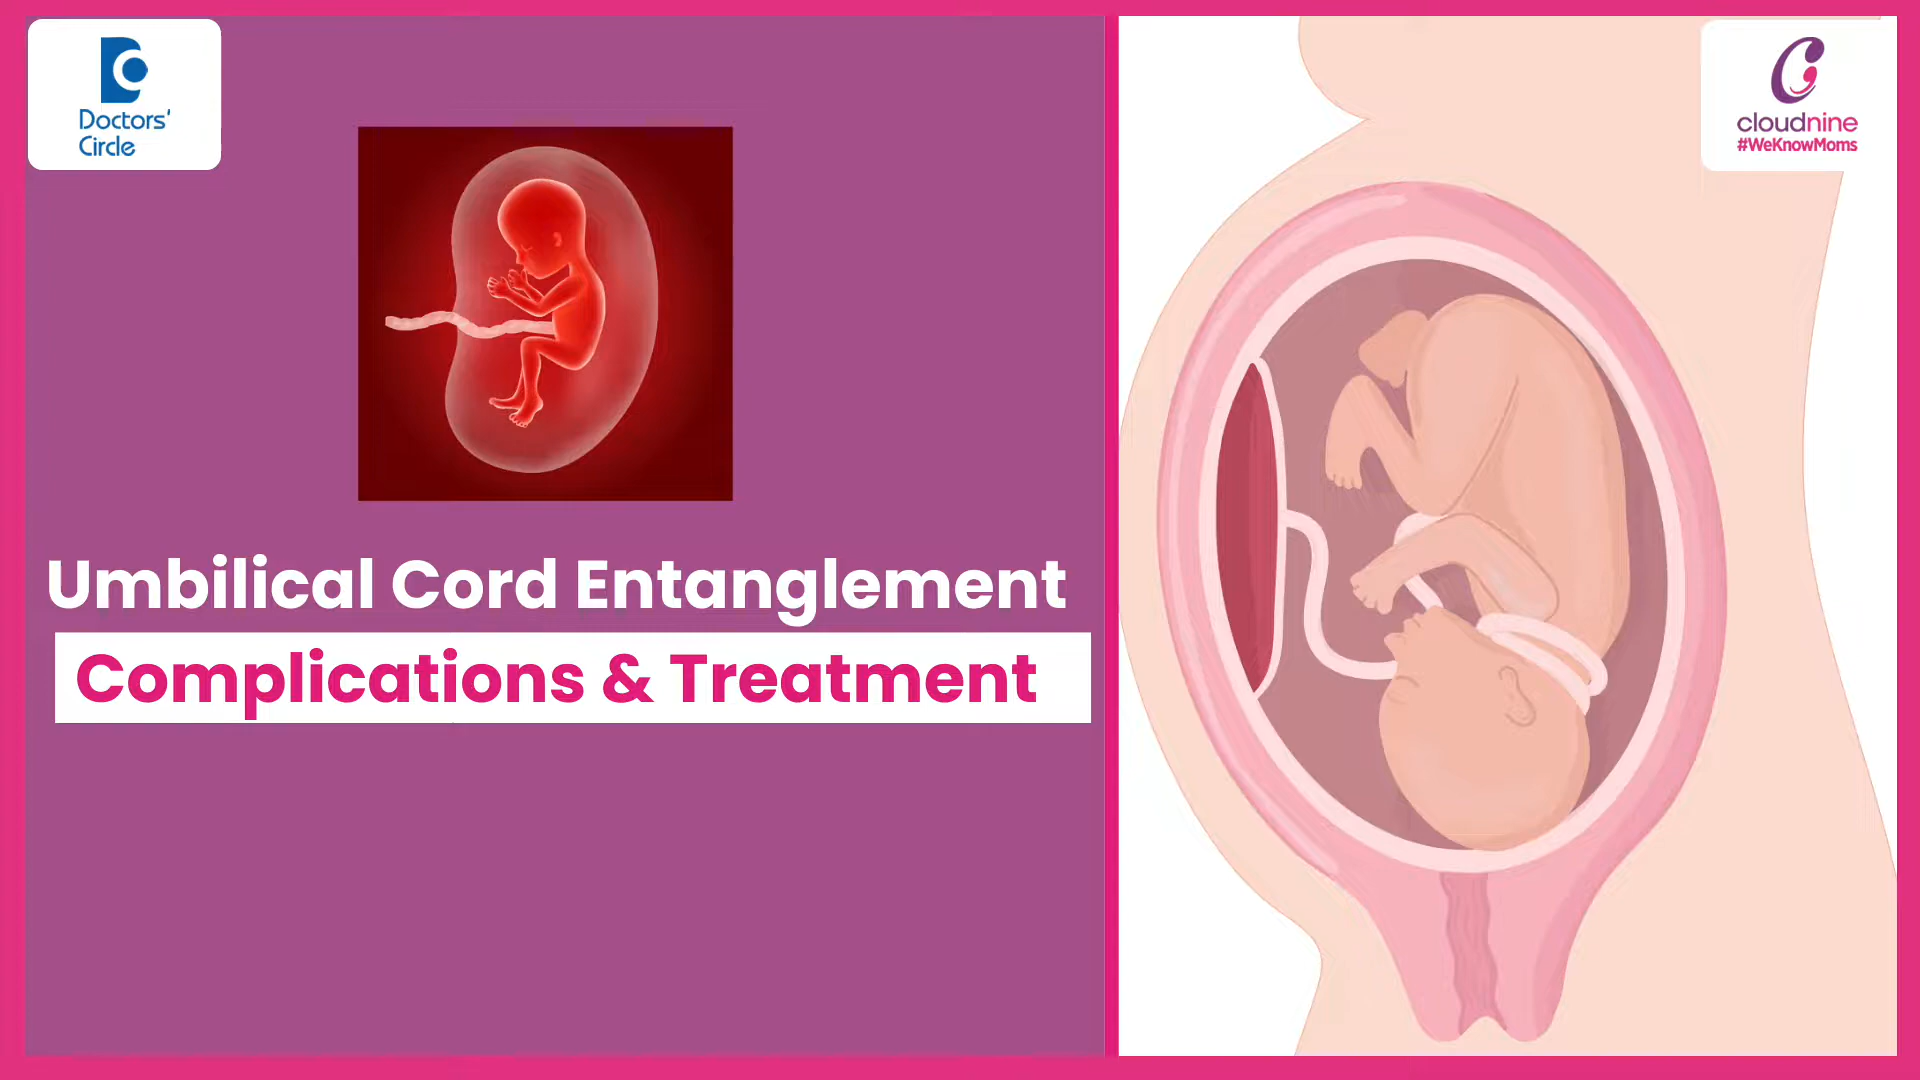 Doctors'
Circle
cloudnine
#WeKnowMoms
Umbilical Cord Entanglement
Complications & Treatment